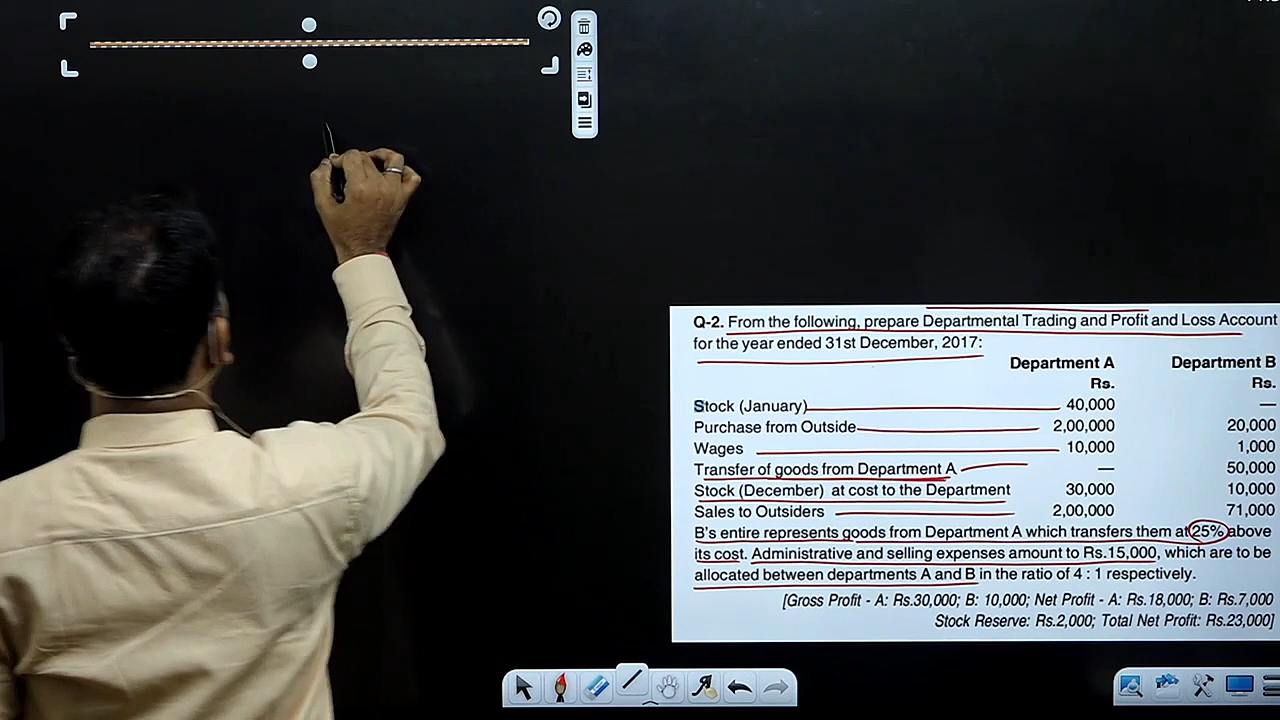 Q-2. From the following, prepare Departmental Trading and Profit and Loss Account
for the year ended 31st December, 2017:
Department A Department B
Rs. Rs.
Stock (January) 40,000 —
Purchase from Outside 2,00,000 20,000
Wages 10,000 1,000
Transfer of goods from Department A — 50,000
Stock (December) at cost to the Department 30,000 10,000
Sales to Outsiders 2,00,000 71,000
B's entire represents goods from Department A which transfers them at 25% above
its cost. Administrative and selling expenses amount to Rs.15,000, which are to be
allocated between departments A and B in the ratio of 4 : 1 respectively.
[Gross Profit - A: Rs.30,000; B: 10,000; Net Profit - A: Rs.18,000; B: Rs.7,000
Stock Reserve: Rs.2,000; Total Net Profit: Rs.23,000]